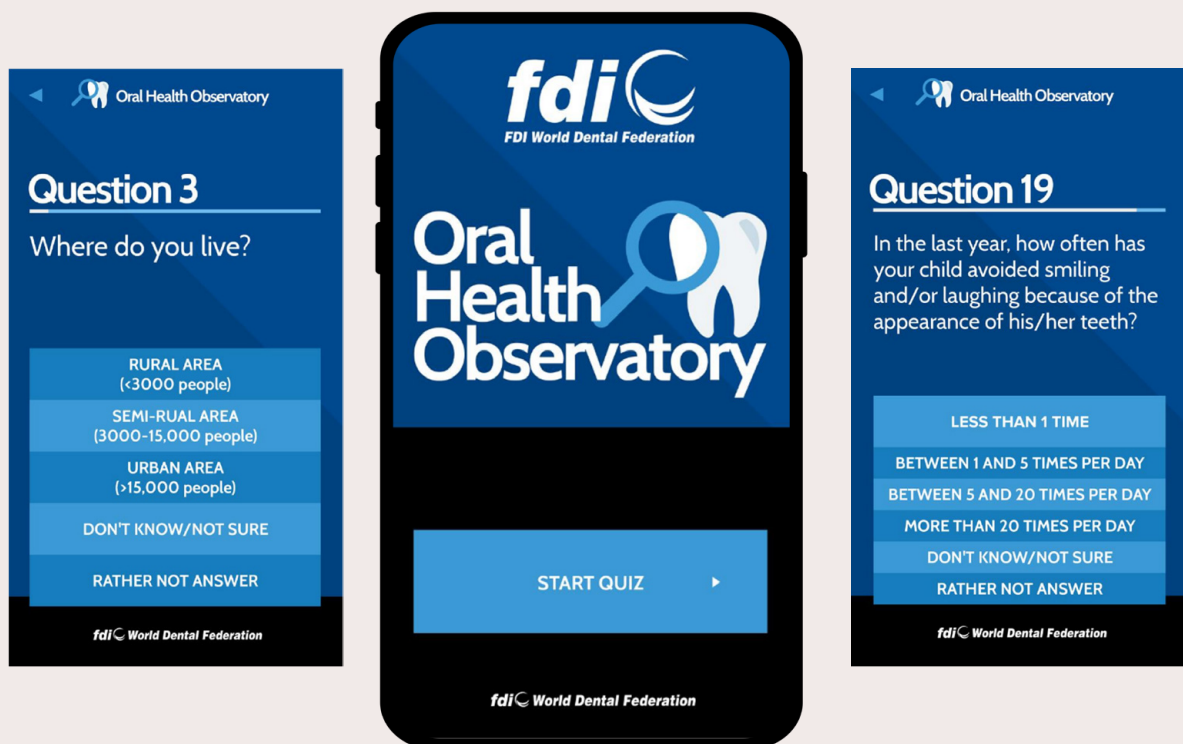 Oral Health Observatory
Question 3
Where do you live?
RURAL AREA
(<3000 people)
SEMI-RUAL AREA
(3000-15,000 people)
URBAN AREA
(>15,000 people)
DON'T KNOW/NOT SURE
RATHER NOT ANSWER
fdi World Dental Federation
fdi
FDI World Dental Federation
Oral
Health
Observatory
START QUIZ
fdi World Dental Federation
Oral Health Observatory
Question 19
In the last year, how often has
your child avoided smiling
and/or laughing because of the
appearance of his/her teeth?
LESS THAN 1 TIME
BETWEEN 1 AND 5 TIMES PER DAY
BETWEEN 5 AND 20 TIMES PER DAY
MORE THAN 20 TIMES PER DAY
DON'T KNOW/NOT SURE
RATHER NOT ANSWER
fdi World Dental Federation